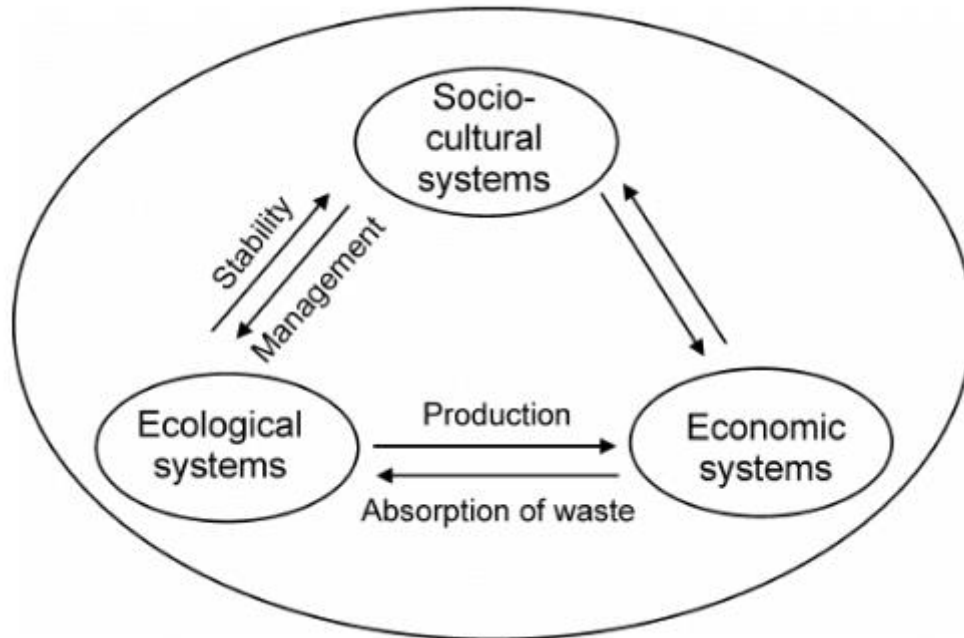 Socio-
cultural
systems
Stability
Management
Ecological
systems
Production
Absorption of waste
Economic
systems